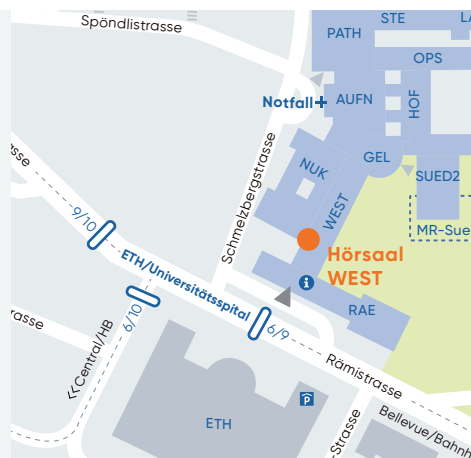 Spöndlistrasse
STE
PATH
OPS
Notfall+
AUFN
HOF
NUK
GEL
SUED2
WEST
Schmelzbergstrasse
MR-Sue
Hörsaal
WEST
i
RAE
9/10
ETH/Universitätsspital
6/10
6/9
<<Central/HB
rasse
Rämistrasse
P
ETH
-Strasse
Bellevue/Bahnh